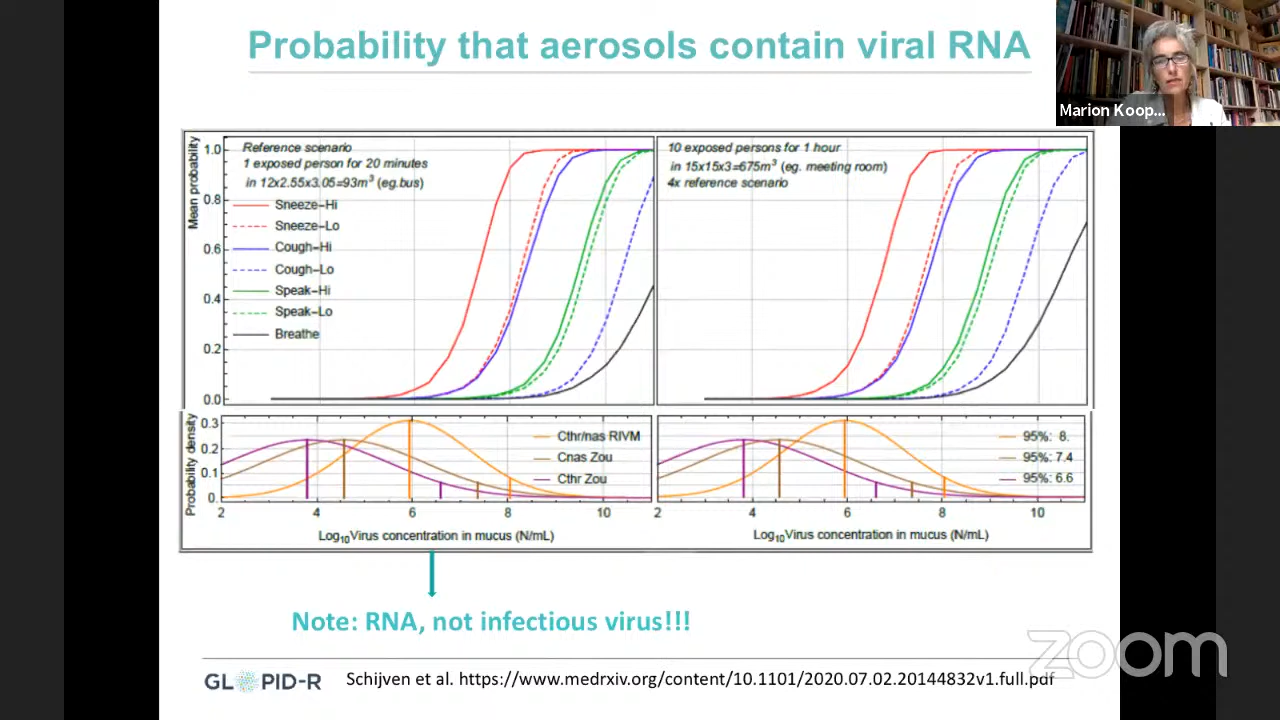 Probability that aerosols contain viral RNA
Marion Koop...
Mean probability
1.0
0.8
0.6
0.4
0.2
0.0
Reference scenario
1 exposed person for 20 minutes
in 12x2.55x3.05=93m³ (eg.bus)
Sneeze-Hi
Sneeze-Lo
Cough-Hi
Cough-Lo
Speak-Hi
Speak-Lo
Breathe
10 exposed persons for 1 hour
in 15x15x3=675m³ (eg. meeting room)
4x reference scenario
Probability density
0.3
0.2
0.1
0.
Cthr/nas RIVM
Cnas Zou
Cthr Zou
95%: 8.
95%: 7.4
95%: 6.6
2 4 6 8 10
2 4 6 8 10
Log₁₀Virus concentration in mucus (N/mL)
Log₁₀Virus concentration in mucus (N/mL)
Note: RNA, not infectious virus!!!
zoom
GLOPID-R
Schijven et al. https://www.medrxiv.org/content/10.1101/2020.07.02.20144832v1.full.pdf